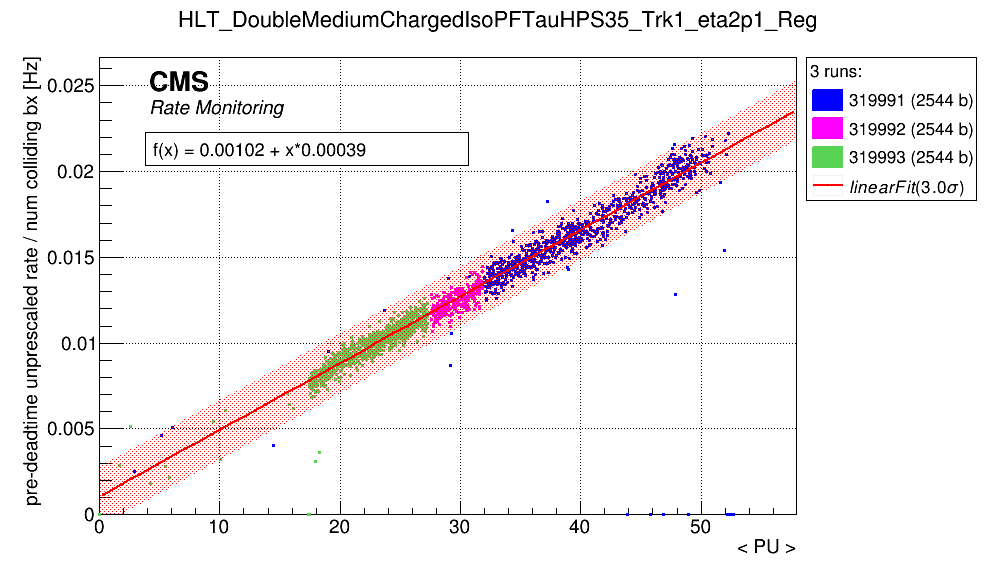 HLT_DoubleMediumChargedIsoPFTauHPS35_Trk1_eta2p1_Reg
pre-deadtime unprescaled rate / num colliding bx [Hz]
CMS
Rate Monitoring
f(x) = 0.00102 + x*0.00039
0.025
0.02
0.015
0.01
0.005
0
0 10 20 30 40 50
< PU >
3 runs:
319991 (2544 b)
319992 (2544 b)
319993 (2544 b)
linearFit(3.0σ)